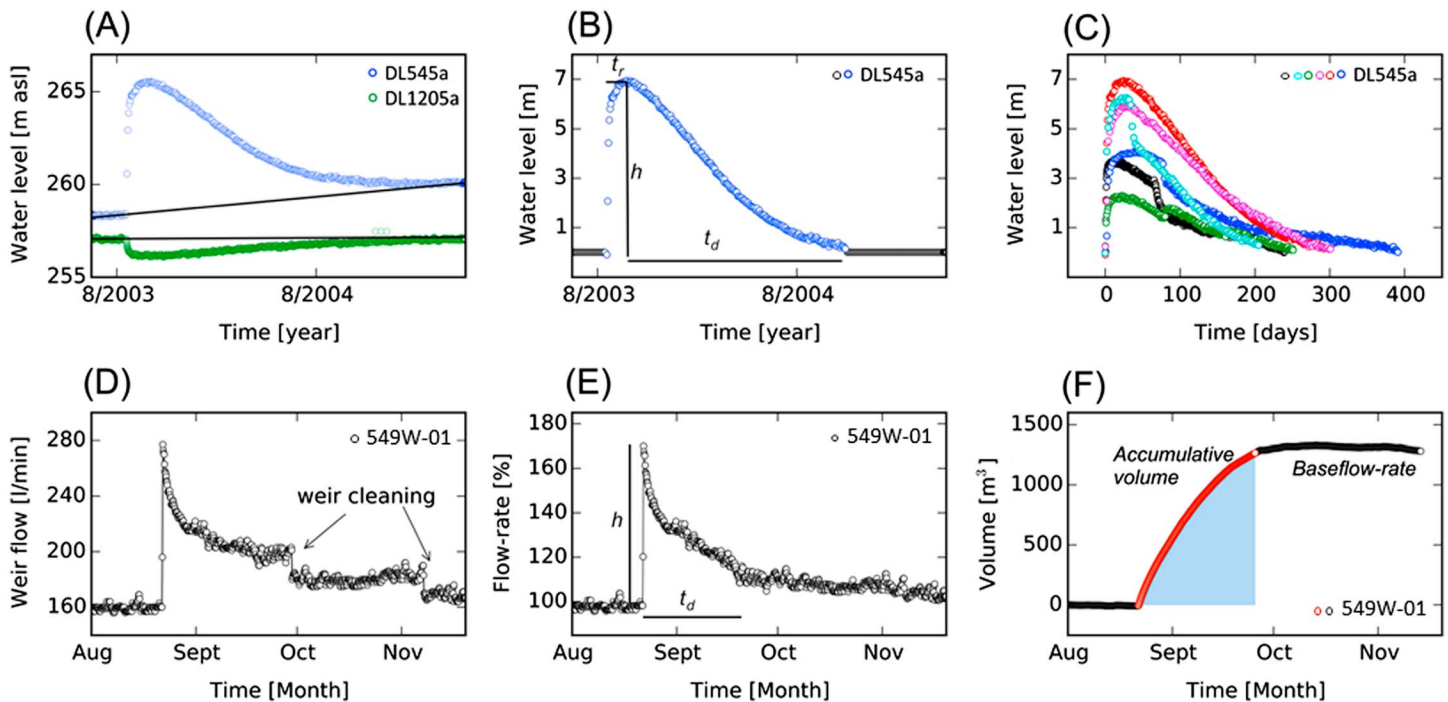 (A)
Water level [m asl]
265
260
255
DL545a
DL1205a
8/2003
8/2004
Time [year]
(B)
Water level [m]
7
5
3
1
tr
h
td
DL545a
8/2003
8/2004
Time [year]
(C)
Water level [m]
7
5
3
1
DL545a
0
100
200
300
400
Time [days]
(D)
Weir flow [l/min]
280
240
200
160
549W-01
weir cleaning
Aug
Sept
Oct
Nov
Time [Month]
(E)
Flow-rate [%]
180
160
140
120
100
h
td
549W-01
Aug
Sept
Oct
Nov
Time [Month]
(F)
Volume [m³]
1500
1000
500
0
Accumulative
volume
Baseflow-rate
549W-01
Aug
Sept
Oct
Nov
Time [Month]